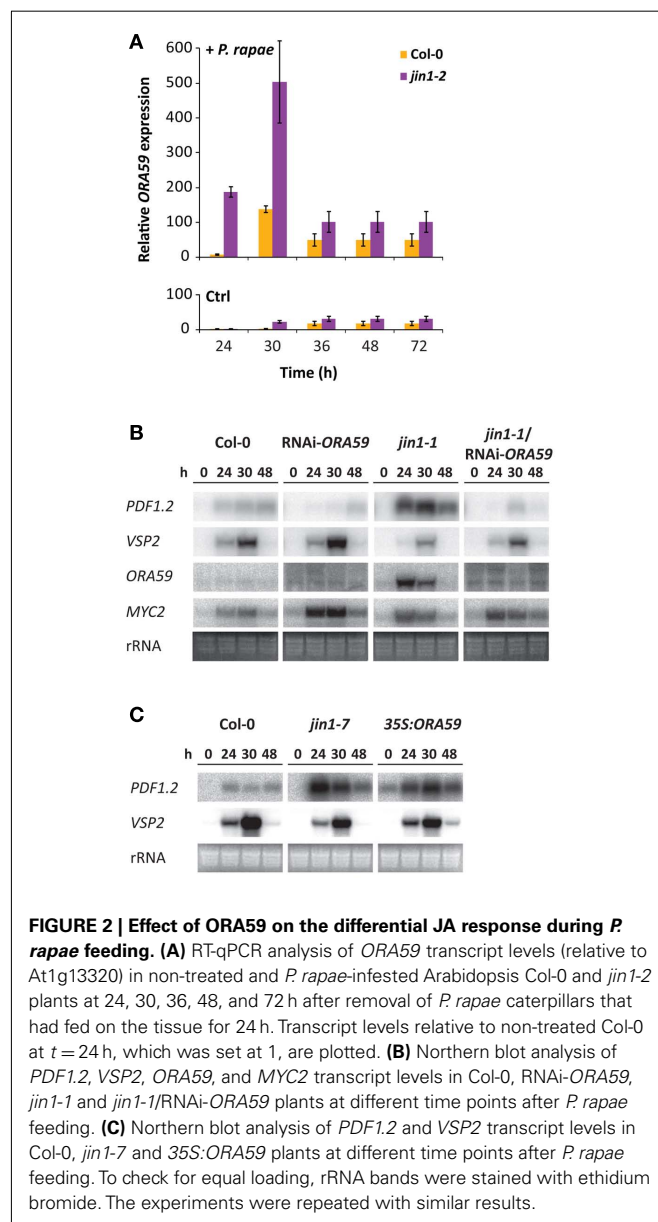 A
+ P. rapae
Col-0
jin1-2
600
500
400
300
200
100
0
Relative ORA59 expression
Ctrl
100
0
24 30 36 48 72
Time (h)
B
Col-0 RNAi-ORA59 jin1-1 jin1-1/
RNAi-ORA59
h 0 24 30 48 0 24 30 48 0 24 30 48 0 24 30 48
PDF1.2
VSP2
ORA59
MYC2
rRNA
C
Col-0 jin1-7 35S:ORA59
h 0 24 30 48 0 24 30 48 0 24 30 48
PDF1.2
VSP2
rRNA
FIGURE 2 | Effect of ORA59 on the differential JA response during P.
rapae feeding. (A) RT-qPCR analysis of ORA59 transcript levels (relative to
At1g13320) in non-treated and P. rapae-infested Arabidopsis Col-0 and jin1-2
plants at 24, 30, 36, 48, and 72 h after removal of P. rapae caterpillars that
had fed on the tissue for 24 h. Transcript levels relative to non-treated Col-0
at t = 24 h, which was set at 1, are plotted. (B) Northern blot analysis of
PDF1.2, VSP2, ORA59, and MYC2 transcript levels in Col-0, RNAi-ORA59,
jin1-1 and jin1-1/RNAi-ORA59 plants at different time points after P. rapae
feeding. (C) Northern blot analysis of PDF1.2 and VSP2 transcript levels in
Col-0, jin1-7 and 35S:ORA59 plants at different time points after P. rapae
feeding. To check for equal loading, rRNA bands were stained with ethidium
bromide. The experiments were repeated with similar results.